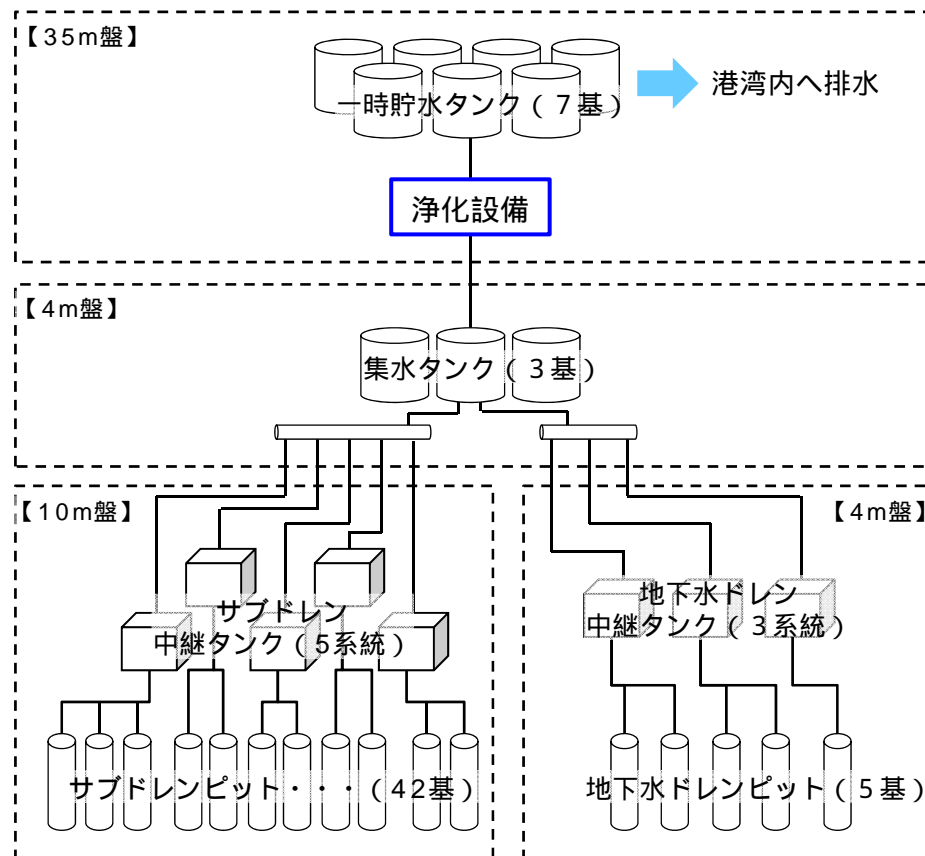 【35m盤】
一時貯水タンク(7基)
港湾内へ排水
浄化設備
【4m盤】
集水タンク(3基)
【10m盤】
サブドレン
中継タンク(5系統)
サブドレンピット・・・(42基)
【4m盤】
地下水ドレン
中継タンク(3系統)
地下水ドレンピット(5基)